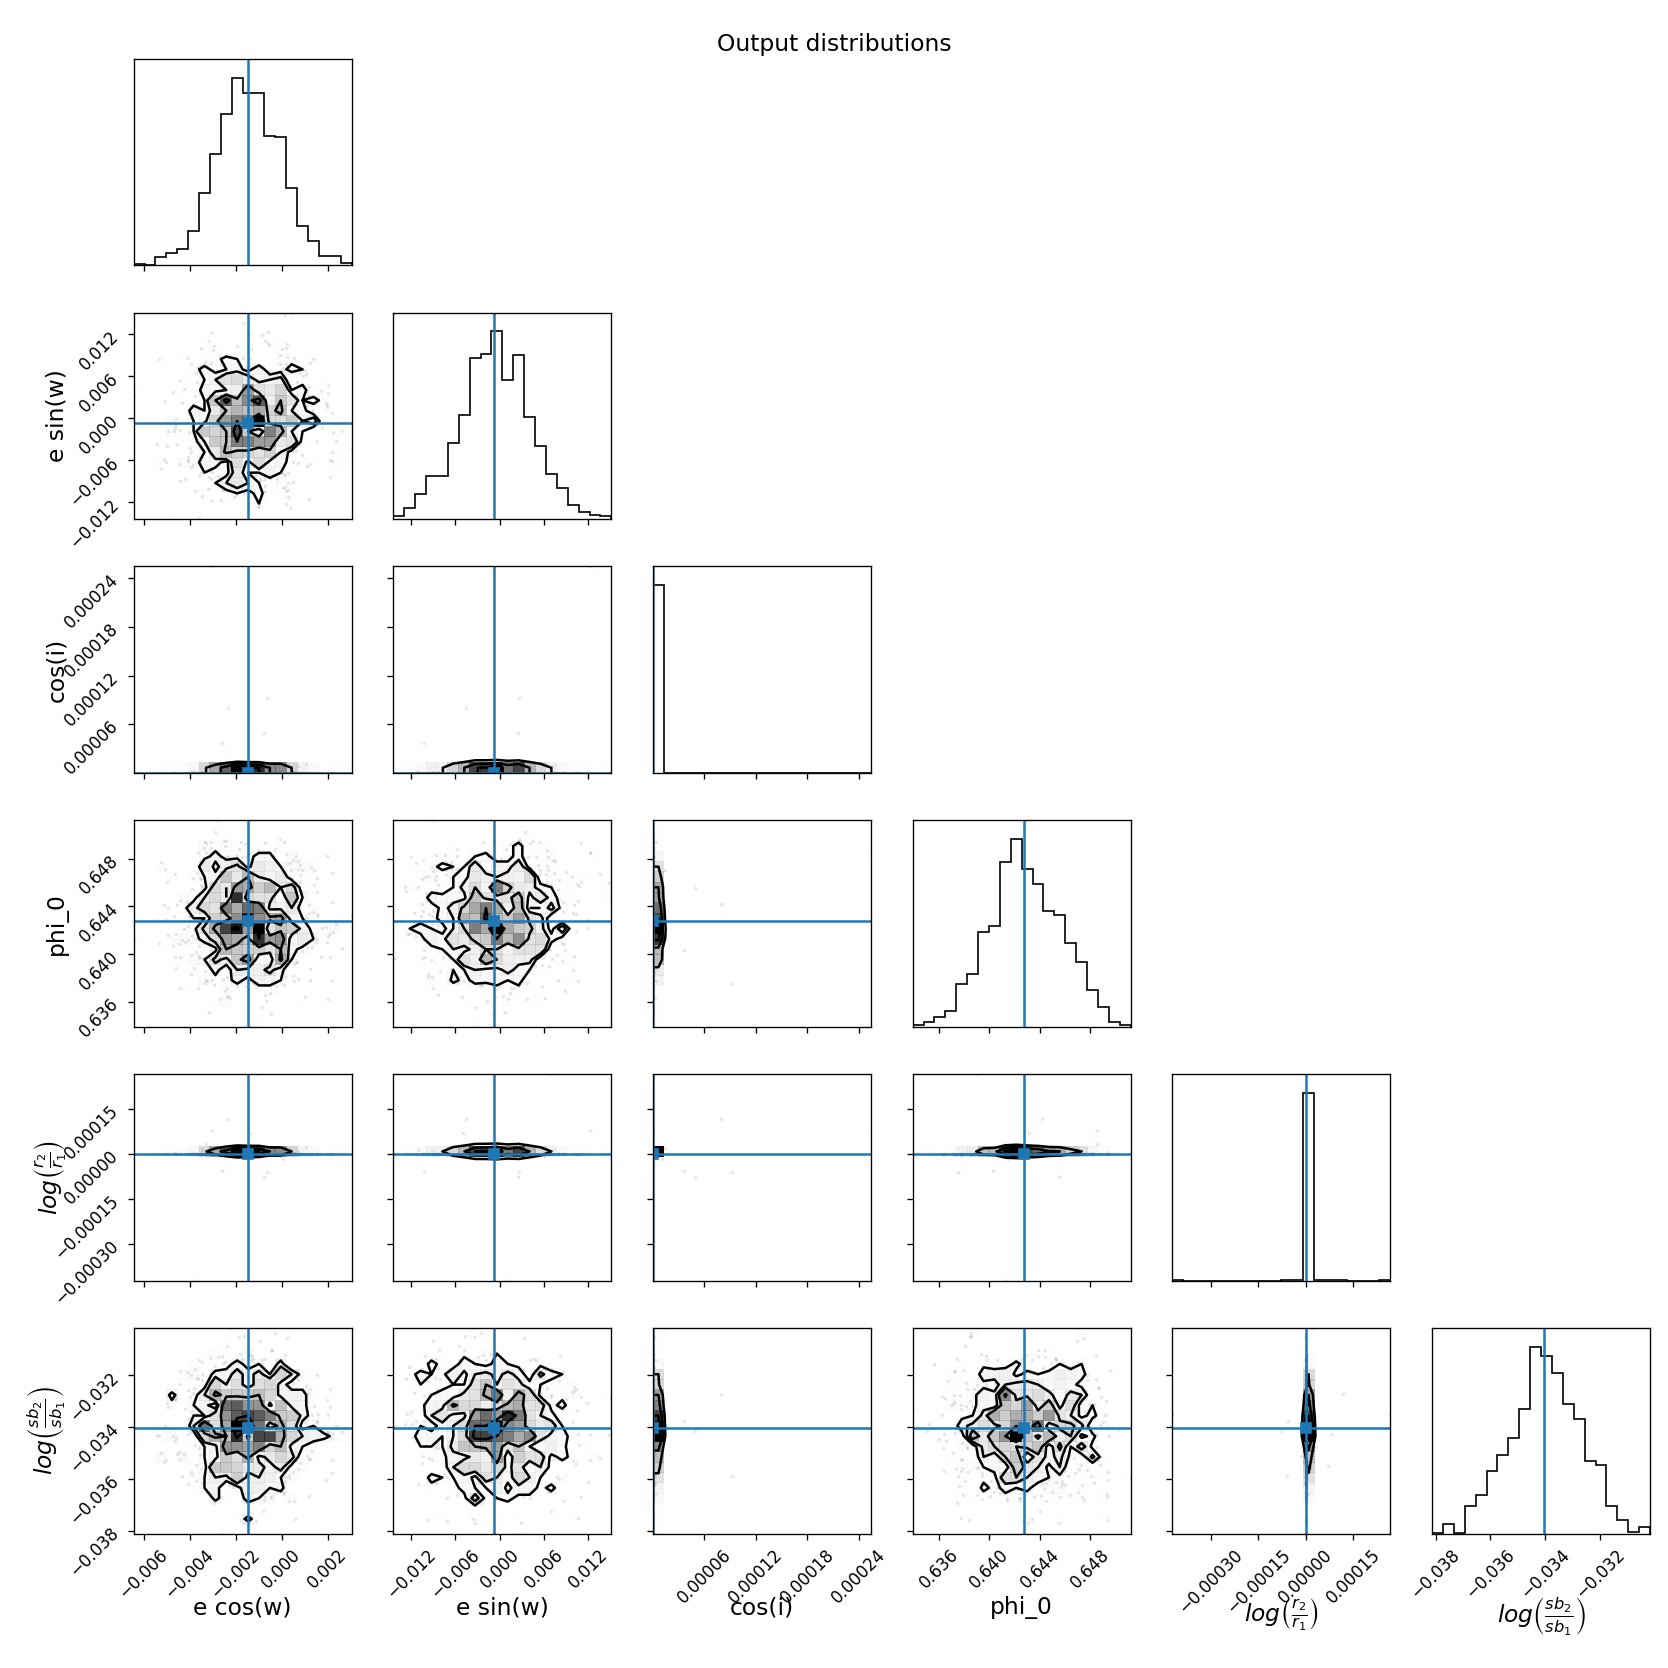 Output distributions
0.012
0.006
0.000
−0.006
−0.012
e sin(w)
0.00024
0.00018
0.00012
0.00006
cos(i)
0.648
0.644
0.640
0.636
phi_0
0.00015
0.00000
−0.00015
−0.00030
log(r₂/r₁)
−0.032
−0.034
−0.036
−0.038
log(sb₂/sb₁)
−0.006 −0.004 −0.002 0.000 0.002
−0.012 −0.006 0.000 0.006 0.012
0.00006 0.00012 0.00018 0.00024
0.636 0.640 0.644 0.648
−0.00030 −0.00015 0.00000 0.00015
−0.038 −0.036 −0.034 −0.032
e cos(w) e sin(w) cos(i) phi_0 log(r₂/r₁) log(sb₂/sb₁)